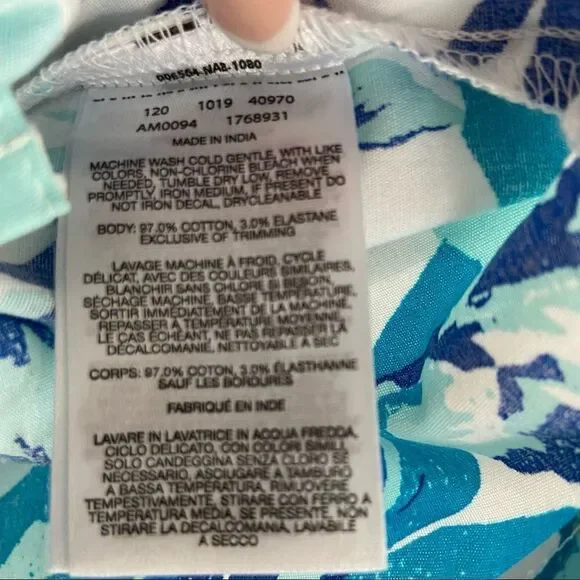 006564 NAB-1080
120 1019 40970
AM0094 1768931
MADE IN INDIA
MACHINE WASH COLD GENTLE, WITH LIKE
COLORS, NON-CHLORINE BLEACH WHEN
NEEDED, TUMBLE DRY LOW, REMOVE
PROMPTLY, IRON MEDIUM, IF PRESENT DO
NOT IRON DECAL, DRYCLEANABLE
BODY: 97.0% COTTON, 3.0% ELASTANE
EXCLUSIVE OF TRIMMING
LAVAGE MACHINE À FROID, CYCLE
DÉLICAT, AVEC DES COULEURS SIMILAIRES,
BLANCHIR SANS CHLORE SI BESOIN,
SÉCHAGE MACHINE, BASSE TEMPÉRATURE,
SORTIR IMMÉDIATEMENT DE LA MACHINE,
REPASSER À TEMPÉRATURE MOYENNE,
LE CAS ÉCHÉANT, NE PAS REPASSER LA
DÉCALCOMANIE, NETTOYABLE A SEC
CORPS: 97.0% COTTON, 3.0% ÉLASTHANNE
SAUF LES BORDURES
FABRIQUÉ EN INDE
LAVARE IN LAVATRICE IN ACQUA FREDDA,
CICLO DELICATO, CON COLORI SIMILI,
SOLO CANDEGGINA SENZA CLORO SE
NECESSARIO, ASCIUGARE A TAMBURO
A BASSA TEMPERATURA, RIMUOVERE
TEMPESTIVAMENTE, STIRARE CON FERRO A
TEMPERATURA MEDIA, SE PRESENTE, NON
STIRARE LA DECALCOMANIA, LAVABILE
A SECCO